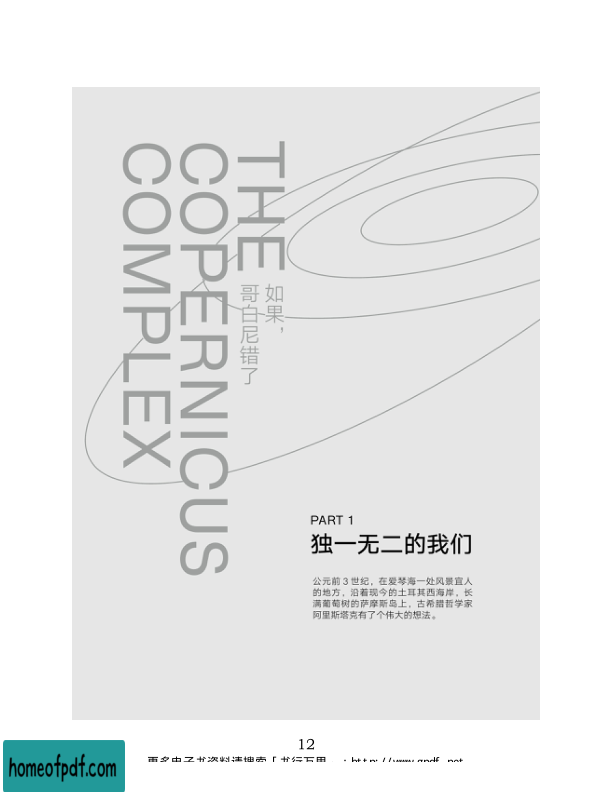 THE
COPERNICUS
COMPLEX
如果，
哥白尼错了
PART 1
独一无二的我们
公元前 3 世纪，在爱琴海一处风景宜人
的地方，沿着现今的土耳其西海岸，长
满葡萄树的萨摩斯岛上，古希腊哲学家
阿里斯塔克有了个伟大的想法。
12
homeofpdf.com